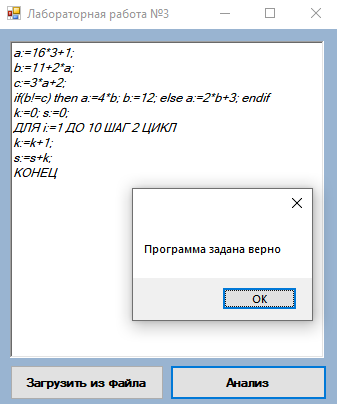 Лабораторная работа №3
a:=16*3+1;
b:=11+2*a;
c:=3*a+2;
if(b!=c) then a:=4*b; b:=12; else a:=2*b+3; endif
k:=0; s:=0;
ДЛЯ i:=1 ДО 10 ШАГ 2 ЦИКЛ
k:=k+1;
s:=s+k;
КОНЕЦ
Программа задана верно
OK
Загрузить из файла
Анализ